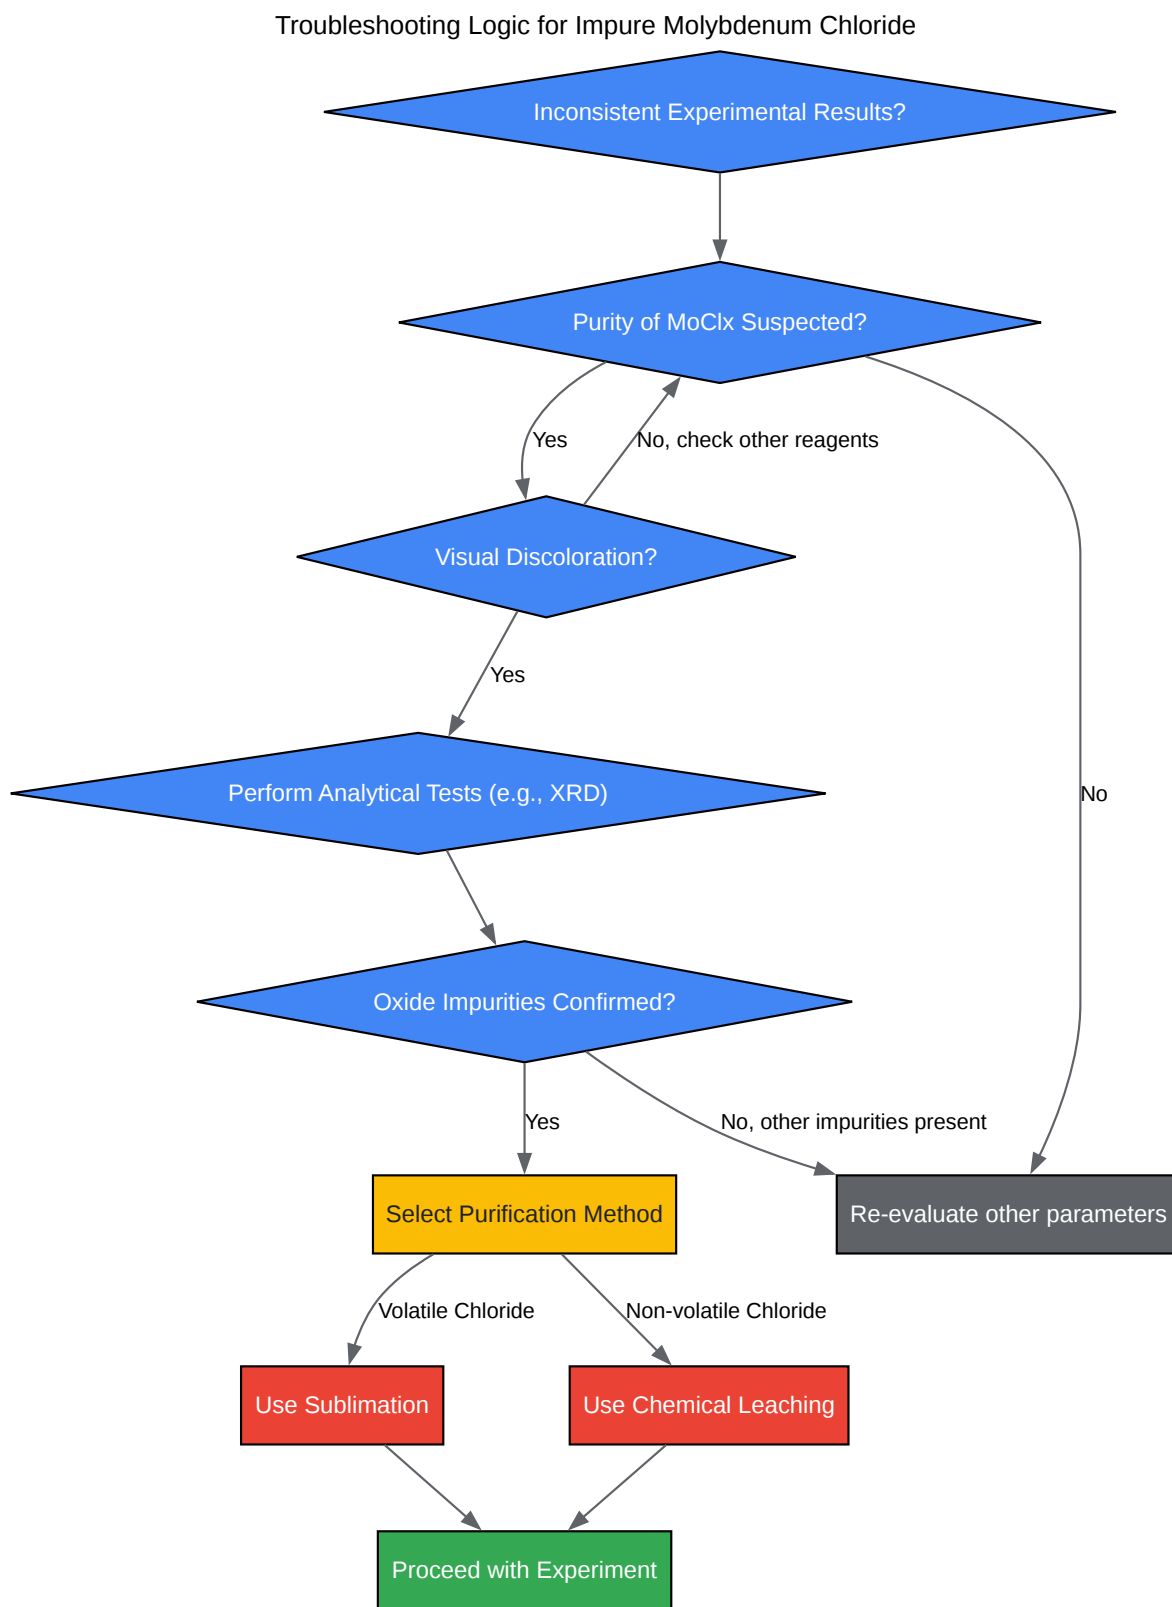 Troubleshooting Logic for Impure Molybdenum Chloride
Inconsistent Experimental Results?
Purity of MoClx Suspected?
Yes
No, check other reagents
Visual Discoloration?
Yes
Perform Analytical Tests (e.g., XRD)
No
Oxide Impurities Confirmed?
Yes
No, other impurities present
Select Purification Method
Re-evaluate other parameters
Volatile Chloride
Non-volatile Chloride
Use Sublimation
Use Chemical Leaching
Proceed with Experiment